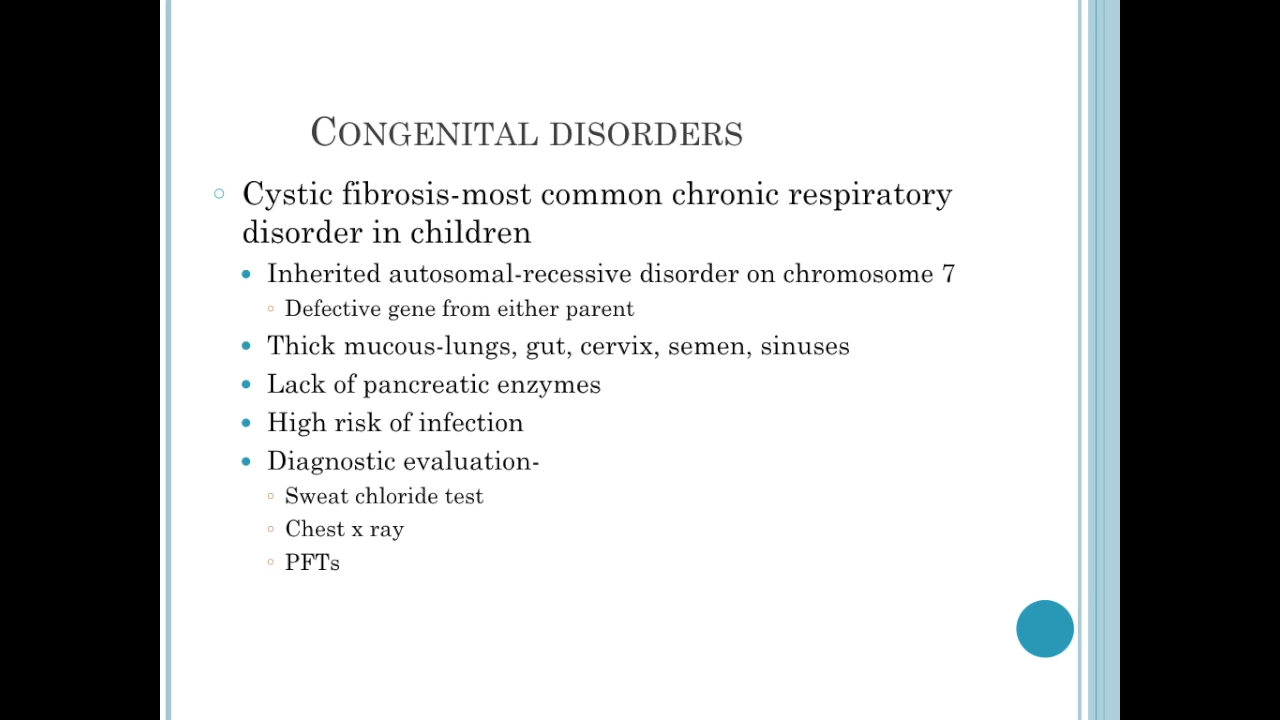 CONGENITAL DISORDERS
Cystic fibrosis-most common chronic respiratory
disorder in children
Inherited autosomal-recessive disorder on chromosome 7
Defective gene from either parent
Thick mucous-lungs, gut, cervix, semen, sinuses
Lack of pancreatic enzymes
High risk of infection
Diagnostic evaluation-
Sweat chloride test
Chest x ray
PFTs